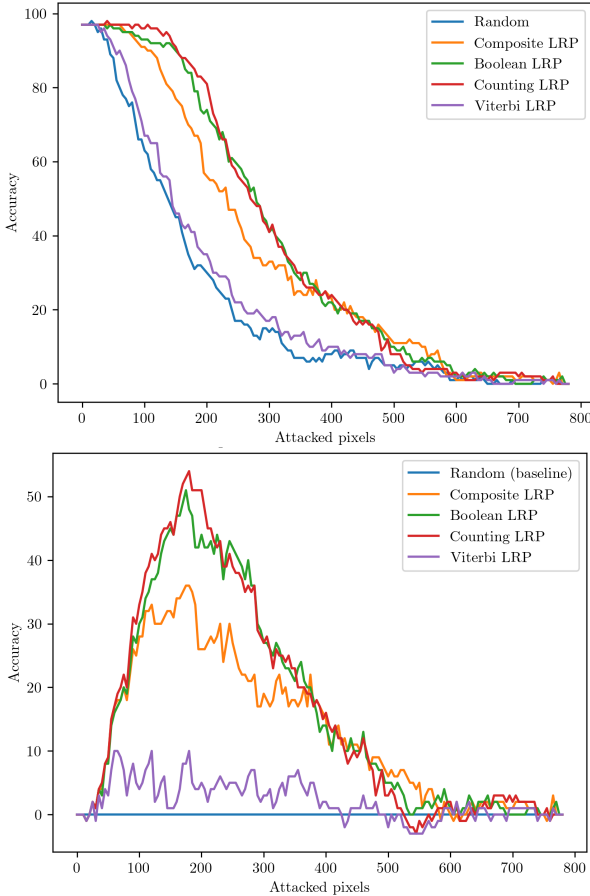 100
80
60
40
20
0
Accuracy
Random
Composite LRP
Boolean LRP
Counting LRP
Viterbi LRP
0 100 200 300 400 500 600 700 800
Attacked pixels
50
40
30
20
10
0
Accuracy
Random (baseline)
Composite LRP
Boolean LRP
Counting LRP
Viterbi LRP
0 100 200 300 400 500 600 700 800
Attacked pixels